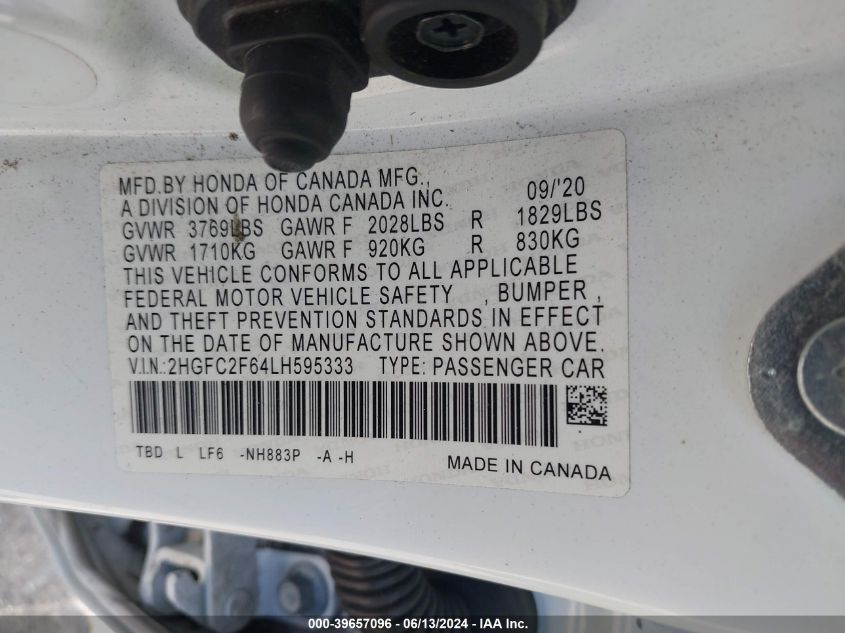 MFD.BY HONDA OF CANADA MFG., 09/'20
A DIVISION OF HONDA CANADA INC.
GVWR 3769LBS GAWR F 2028LBS R 1829LBS
GVWR 1710KG GAWR F 920KG R 830KG
THIS VEHICLE CONFORMS TO ALL APPLICABLE
FEDERAL MOTOR VEHICLE SAFETY , BUMPER ,
AND THEFT PREVENTION STANDARDS IN EFFECT
ON THE DATE OF MANUFACTURE SHOWN ABOVE.
V.I.N.:2HGFC2F64LH595333 TYPE: PASSENGER CAR
TBD L LF6 -NH883P -A -H
MADE IN CANADA
000-39657096 - 06/13/2024 - IAA Inc.